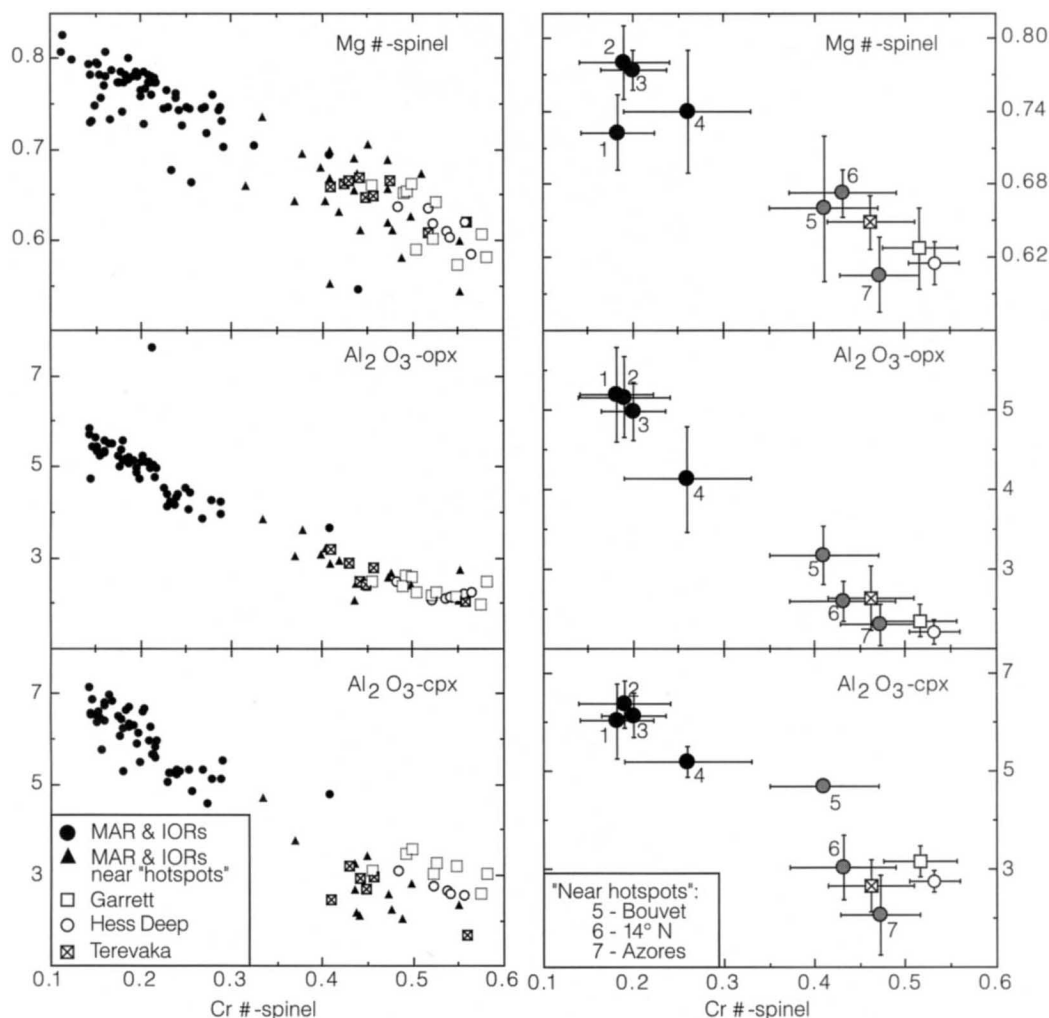 Mg #-spinel
0.8
0.7
0.6
Al2 O3-opx
7
5
3
Al2 O3-cpx
7
5
3
MAR & IORs
MAR & IORs
near "hotspots"
Garrett
Hess Deep
Terevaka
0.1 0.2 0.3 0.4 0.5 0.6
Cr #-spinel
Mg #-spinel
0.80
0.74
0.68
0.62
2
3
1
4
6
5
7
Al2 O3-opx
5
3
1
2
3
4
5
6
7
Al2 O3-cpx
7
5
3
2
1
3
4
5
6
7
"Near hotspots":
5 - Bouvet
6 - 14° N
7 - Azores
0.1 0.2 0.3 0.4 0.5 0.6
Cr #-spinel